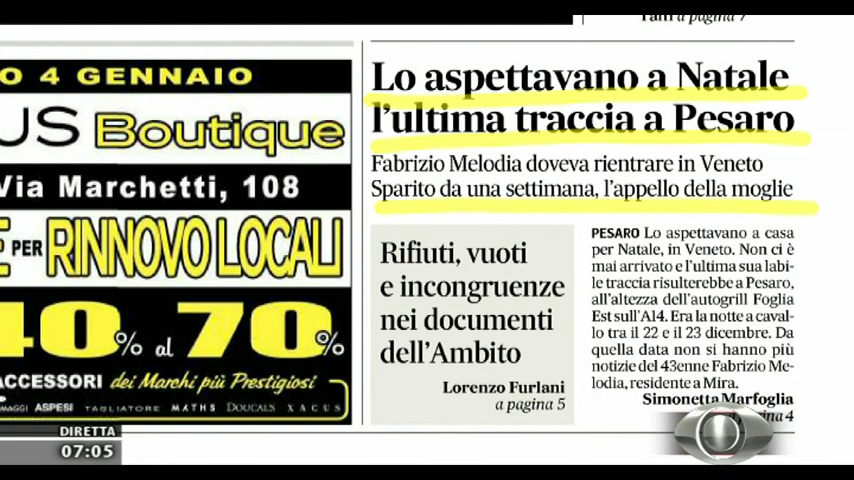 a pagina 7
O 4 GENNAIO
US Boutique
Via Marchetti, 108
E PER RINNOVO LOCALI
40% al 70%
ACCESSORI dei Marchi più Prestigiosi
MAGGI ASPESI TAGLIATORE MATHS DOUCALS XACUS
Lo aspettavano a Natale
l'ultima traccia a Pesaro
Fabrizio Melodia doveva rientrare in Veneto
Sparito da una settimana, l'appello della moglie
Rifiuti, vuoti
e incongruenze
nei documenti
dell'Ambito
Lorenzo Furlani
a pagina 5
PESARO Lo aspettavano a casa
per Natale, in Veneto. Non ci è
mai arrivato e l'ultima sua labi-
le traccia risulterebbe a Pesaro,
all'altezza dell'autogrill Foglia
Est sull'A14. Era la notte a caval-
lo tra il 22 e il 23 dicembre. Da
quella data non si hanno più
notizie del 43enne Fabrizio Me-
lodia, residente a Mira.
Simonetta Marfoglia
a pagina 4
DIRETTA
07:05